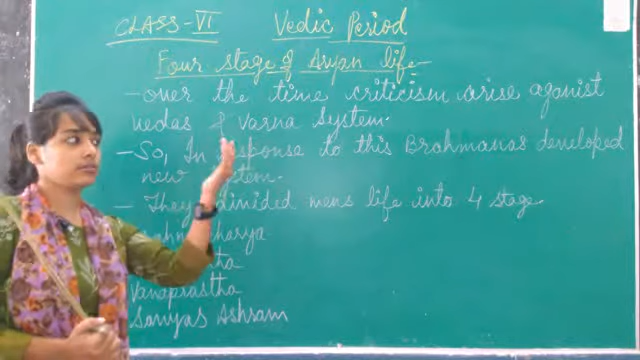 CLASS-VI Vedic Period
Four stage of Aryan life
- over the time criticism arise aganist
vedas & varna System.
- So, In response to this Brahmanas developed
new system.
- They divided mens life into 4 stage.
Vanaprastha
Sanyas Ashram